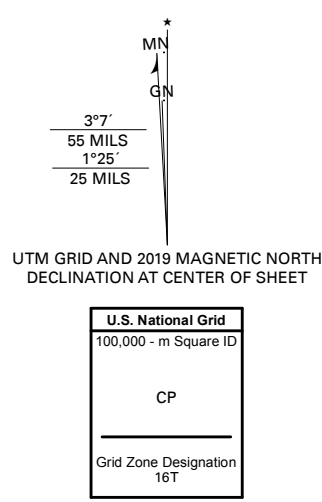 MN
GN
3°7´
55 MILS
1°25´
25 MILS
UTM GRID AND 2019 MAGNETIC NORTH
DECLINATION AT CENTER OF SHEET
U.S. National Grid
100,000 - m Square ID
CP
Grid Zone Designation
16T